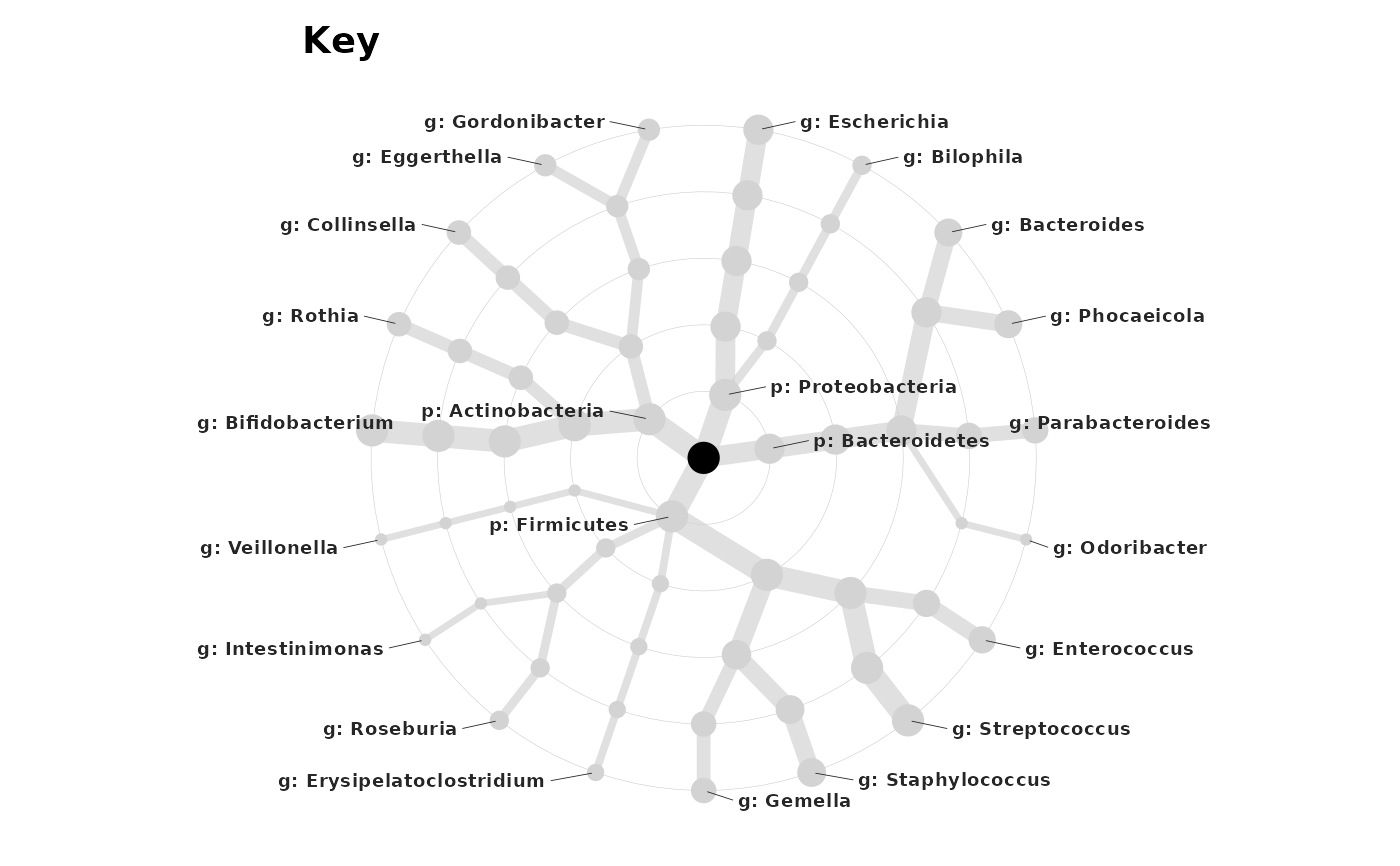 Key
g: Gordonibacter
g: Escherichia
g: Eggerthella
g: Bilophila
g: Collinsella
g: Bacteroides
g: Rothia
g: Phocaeicola
p: Proteobacteria
p: Actinobacteria
g: Bifidobacterium
g: Parabacteroides
p: Bacteroidetes
p: Firmicutes
g: Veillonella
g: Odoribacter
g: Intestinimonas
g: Enterococcus
g: Roseburia
g: Streptococcus
g: Erysipelatoclostridium
g: Staphylococcus
g: Gemella